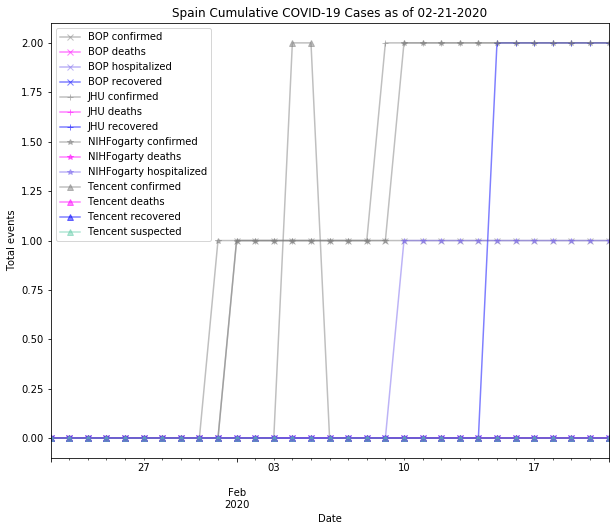 Spain Cumulative COVID-19 Cases as of 02-21-2020
BOP confirmed
BOP deaths
BOP hospitalized
BOP recovered
JHU confirmed
JHU deaths
JHU recovered
NIHFogarty confirmed
NIHFogarty deaths
NIHFogarty hospitalized
Tencent confirmed
Tencent deaths
Tencent recovered
Tencent suspected
Total events
2.00
1.75
1.50
1.25
1.00
0.75
0.50
0.25
0.00
27 03 10 17
Feb
2020
Date